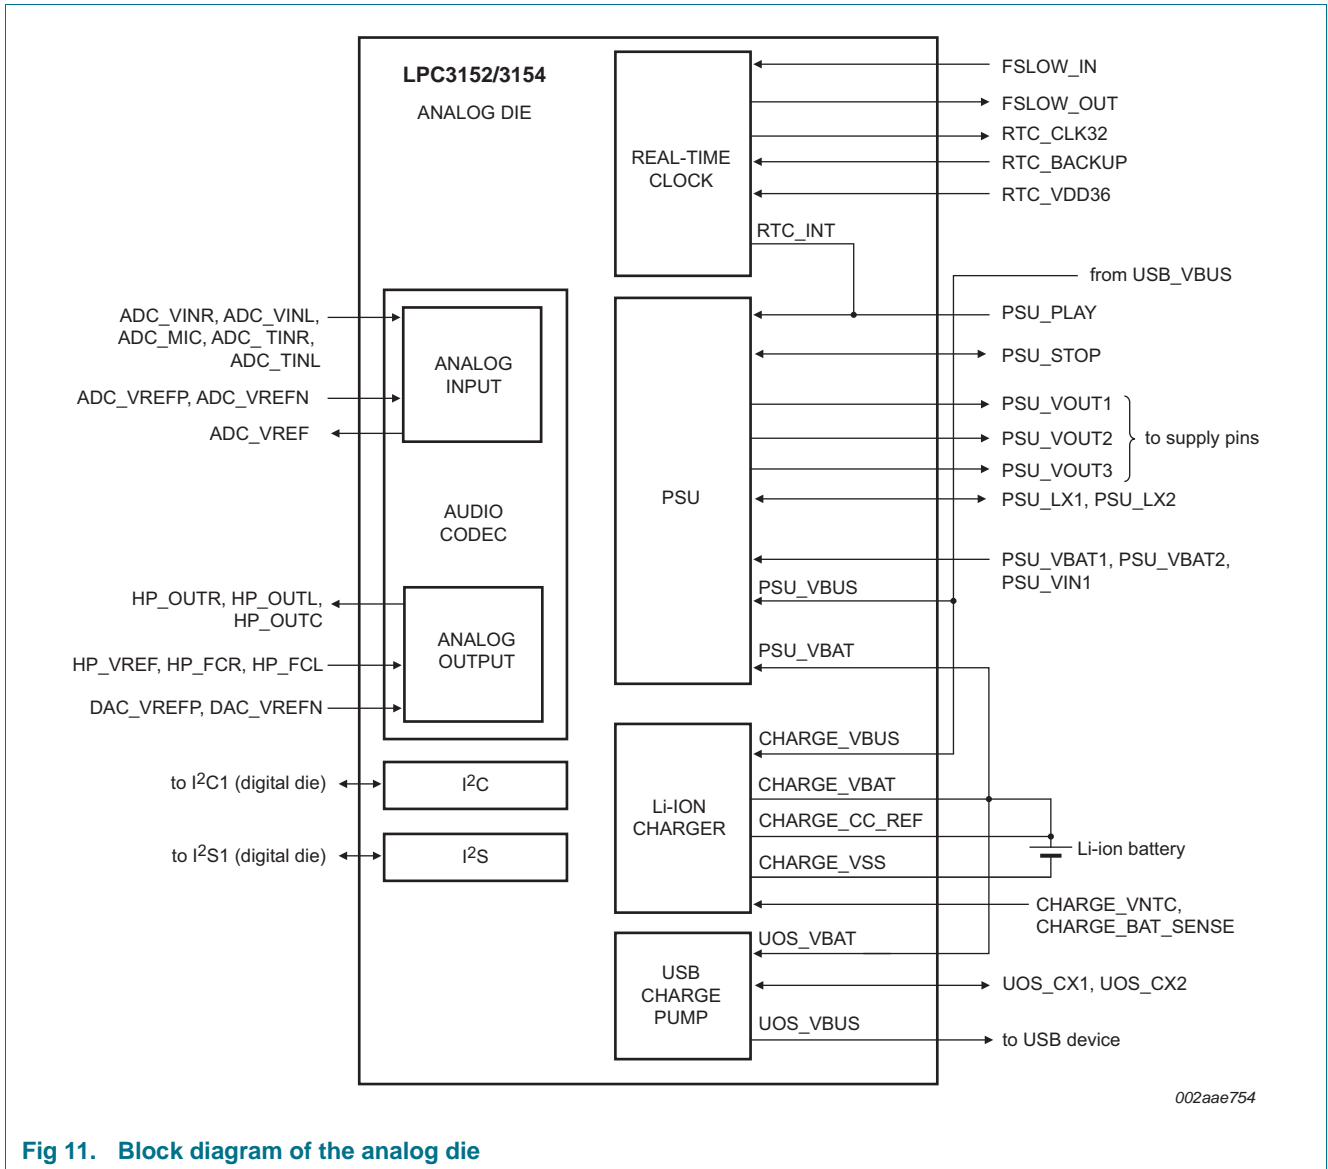 LPC3152/3154
ANALOG DIE
REAL-TIME
CLOCK
FSLOW_IN
FSLOW_OUT
RTC_CLK32
RTC_BACKUP
RTC_VDD36
RTC_INT
from USB_VBUS
ADC_VINR, ADC_VINL,
ADC_MIC, ADC_ TINR,
ADC_TINL
ADC_VREFP, ADC_VREFN
ADC_VREF
ANALOG
INPUT
AUDIO
CODEC
HP_OUTR, HP_OUTL,
HP_OUTC
HP_VREF, HP_FCR, HP_FCL
DAC_VREFP, DAC_VREFN
ANALOG
OUTPUT
PSU
PSU_PLAY
PSU_STOP
PSU_VOUT1
PSU_VOUT2
PSU_VOUT3
to supply pins
PSU_LX1, PSU_LX2
PSU_VBAT1, PSU_VBAT2,
PSU_VIN1
PSU_VBUS
PSU_VBAT
to I2C1 (digital die)
I2C
to I2S1 (digital die)
I2S
Li-ION
CHARGER
CHARGE_VBUS
CHARGE_VBAT
CHARGE_CC_REF
CHARGE_VSS
Li-ion battery
CHARGE_VNTC,
CHARGE_BAT_SENSE
USB
CHARGE
PUMP
UOS_VBAT
UOS_CX1, UOS_CX2
UOS_VBUS
to USB device
002aae754
Fig 11. Block diagram of the analog die